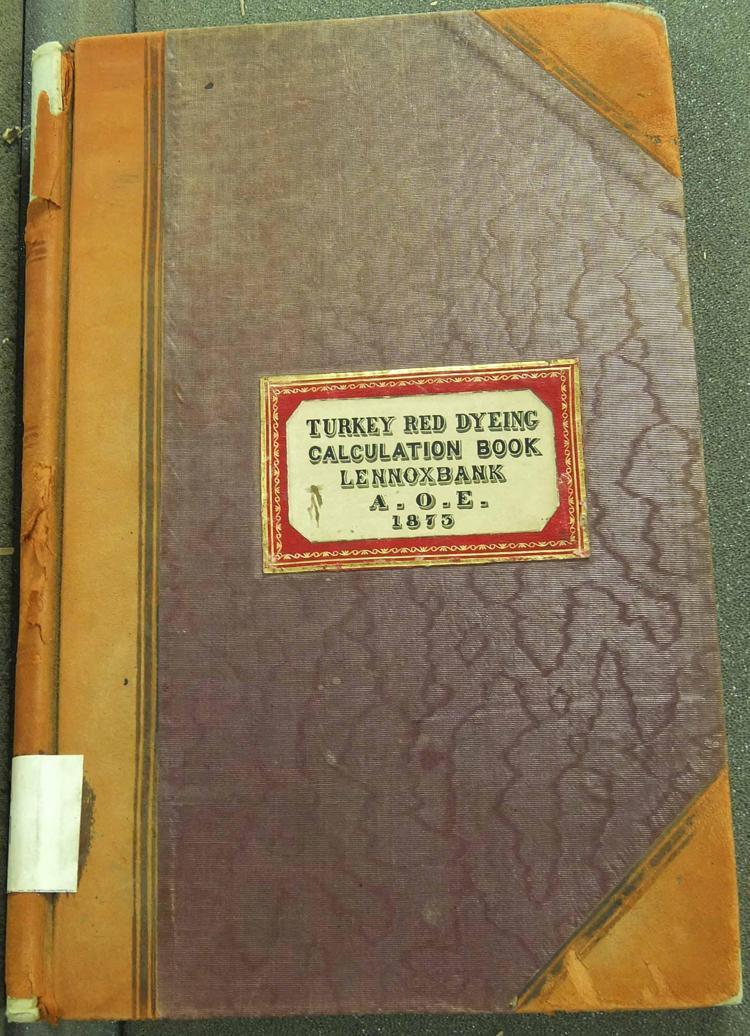 TURKEY RED DYEING
CALCULATION BOOK
LENNOXBANK
A. O. E.
1873